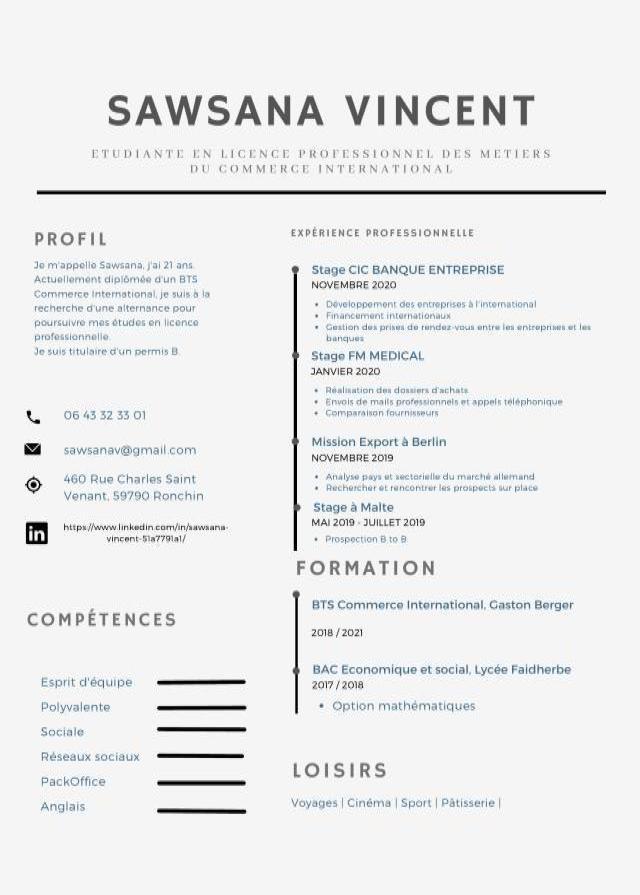 SAWSANA VINCENT
ETUDIANTE EN LICENCE PROFESSIONNEL DES METIERS
DU COMMERCE INTERNATIONAL
PROFIL
Je m'appelle Sawsana, j'ai 21 ans.
Actuellement diplômée d'un BTS
Commerce International, je suis à la
recherche d'une alternance pour
poursuivre mes études en licence
professionnelle.
Je suis titulaire d'un permis B.
06 43 32 33 01
sawsanav@gmail.com
460 Rue Charles Saint
Venant, 59790 Ronchin
https://www.linkedin.com/in/sawsana-
vincent-51a7791a1/
COMPÉTENCES
Esprit d'équipe
Polyvalente
Sociale
Réseaux sociaux
PackOffice
Anglais
EXPÉRIENCE PROFESSIONNELLE
Stage CIC BANQUE ENTREPRISE
NOVEMBRE 2020
• Développement des entreprises à l'international
• Financement internationaux
• Gestion des prises de rendez-vous entre les entreprises et les
banques
Stage FM MEDICAL
JANVIER 2020
• Réalisation des dossiers d'achats
• Envois de mails professionnels et appels téléphonique
• Comparaison fournisseurs
Mission Export à Berlin
NOVEMBRE 2019
• Analyse pays et sectorielle du marché allemand
• Rechercher et rencontrer les prospects sur place
Stage à Malte
MAI 2019 - JUILLET 2019
• Prospection B to B
FORMATION
BTS Commerce International, Gaston Berger
2018 / 2021
BAC Economique et social, Lycée Faidherbe
2017 / 2018
• Option mathématiques
LOISIRS
Voyages | Cinéma | Sport | Pâtisserie |